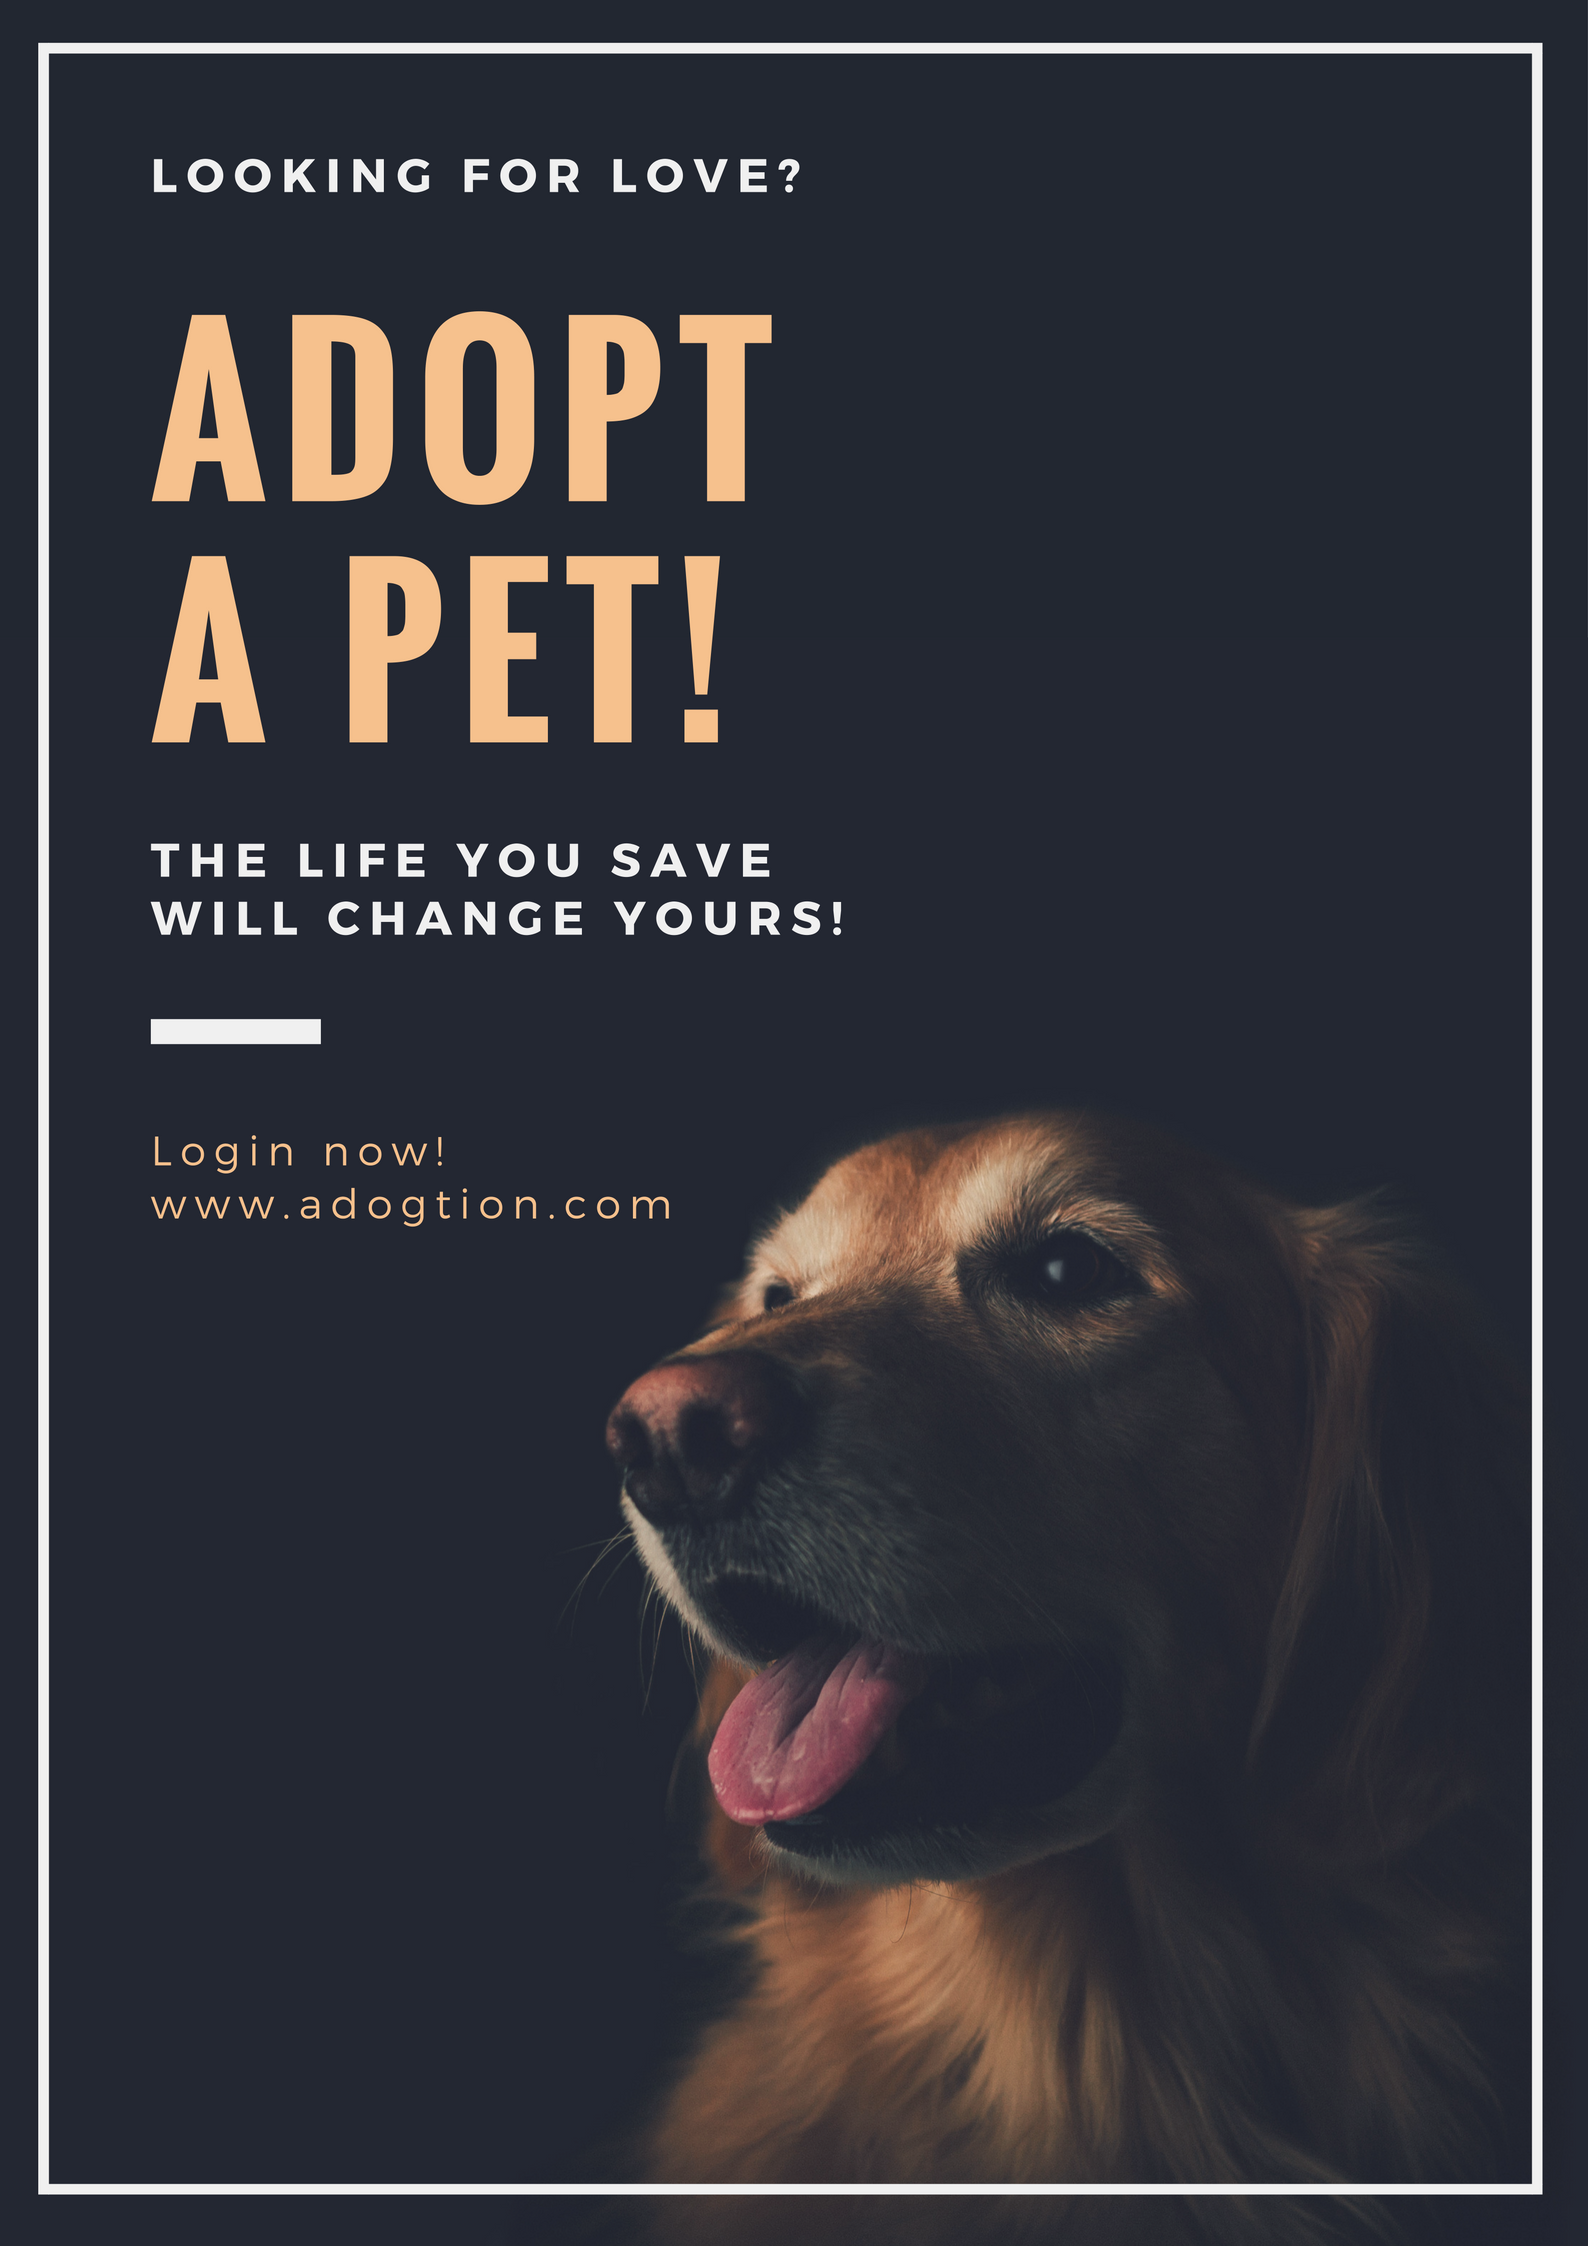 LOOKING FOR LOVE?
ADOPT
A PET!
THE LIFE YOU SAVE
WILL CHANGE YOURS!
Login now!
www.adogtion.com